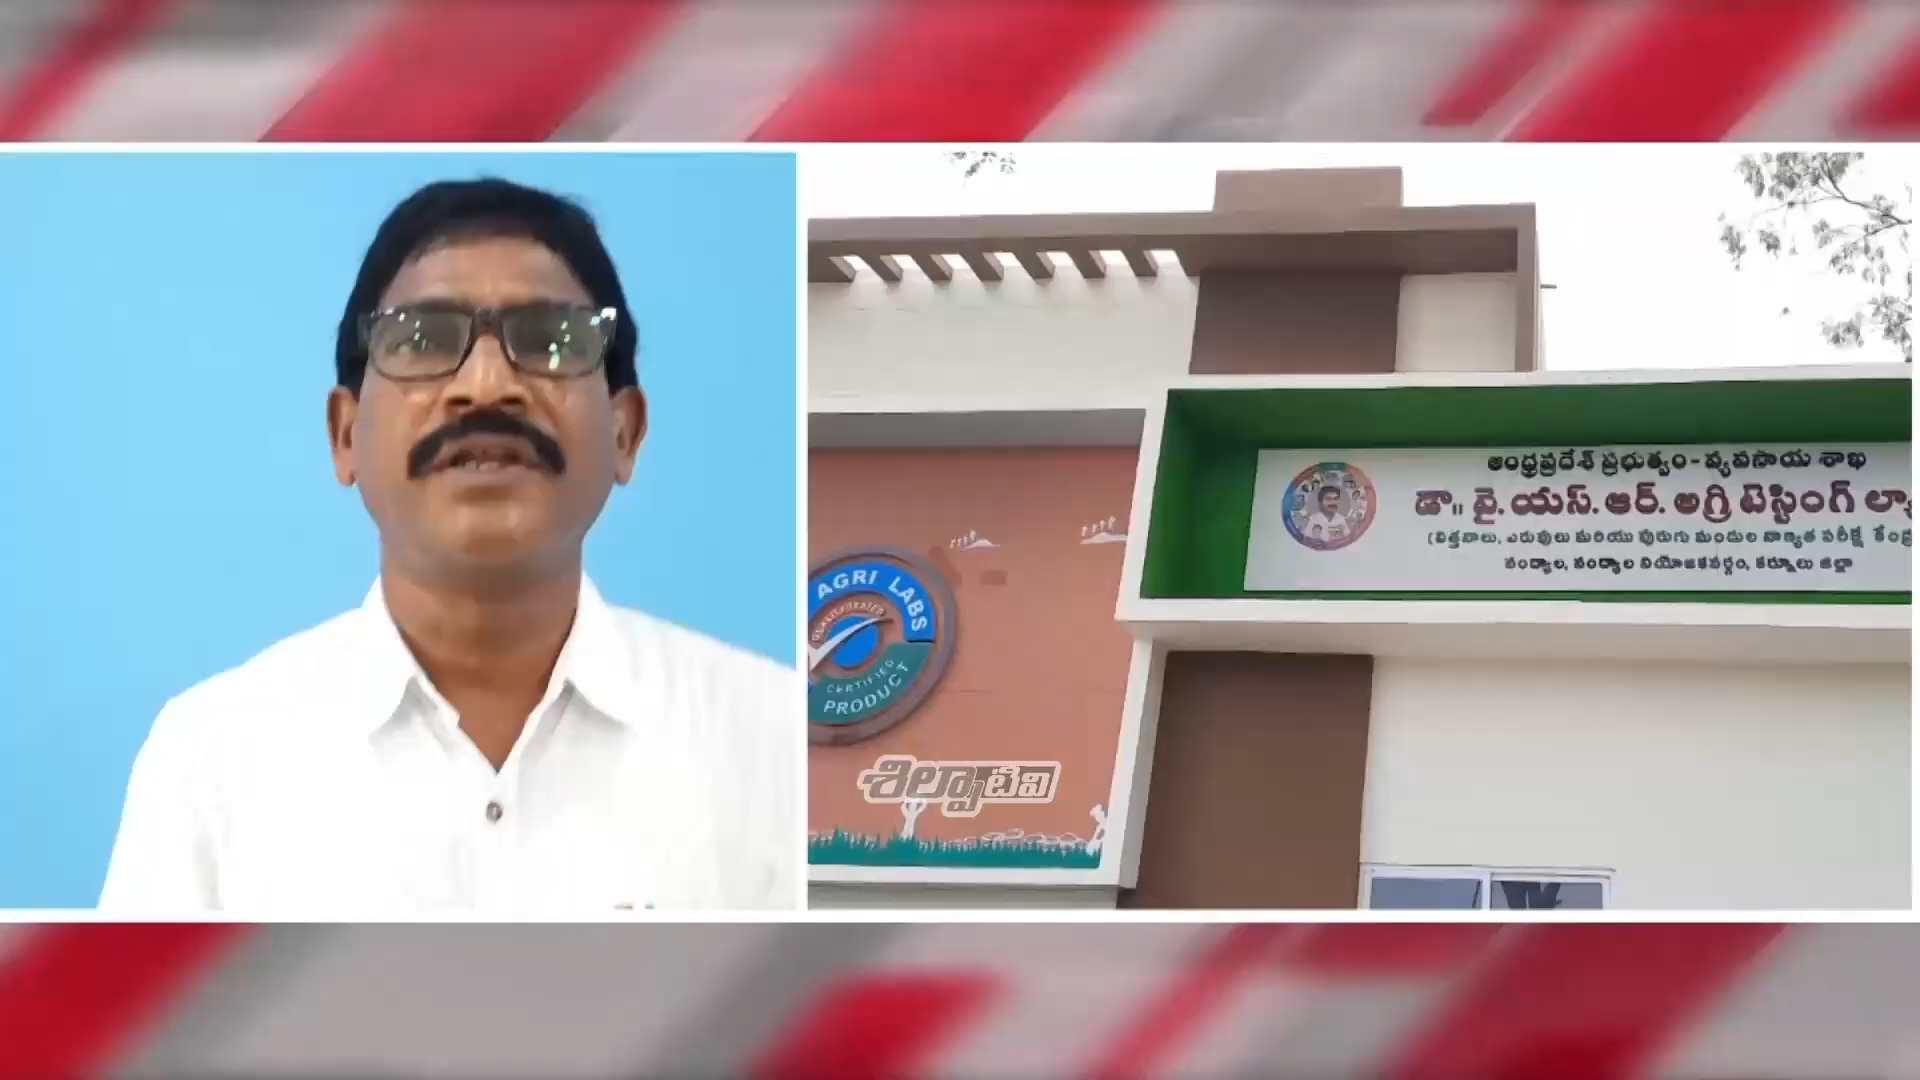 ఆంధ్రప్రదేశ్ ప్రభుత్వం-వ్యవసాయ శాఖ
డా॥ వై.యస్.ఆర్. అగ్రి టెస్టింగ్
(విత్తనాలు, ఎరువులు మరియు పురుగు మందుల నాణ్యత పరీక్ష
నంద్యాల, నంద్యాల నియోజకవర్గం, కర్నూలు జిల్లా
AGRI LABS
CERTIFIED
PRODUCT
శిల్పా టీవి